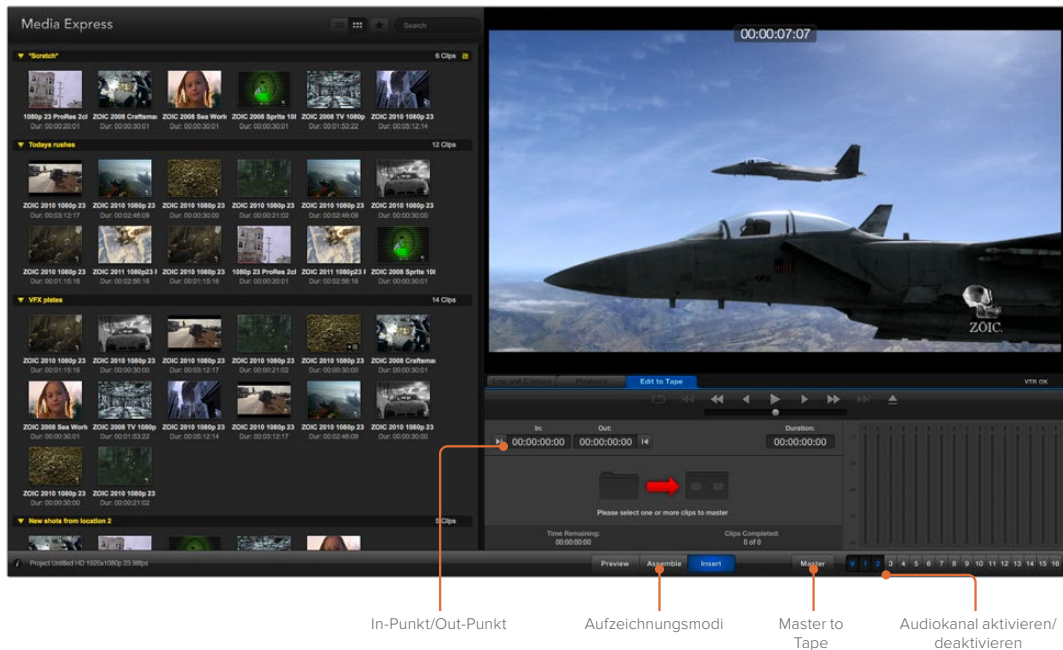 Media Express
Search
"Scratch"
6 Clips
1080p 23 ProRes 2cl
ZOIC 2008 Craftsma
ZOIC 2008 Sea Work
ZOIC 2008 Sprite 108
ZOIC 2008 TV 1080p
ZOIC 2010 1080p 23
Dur: 00:00:20:01
Dur: 00:00:30:01
Dur: 00:00:30:01
Dur: 00:00:30:01
Dur: 00:01:53:22
Dur: 00:05:12:14
Todays rushes
12 Clips
ZOIC 2010 1080p 23
ZOIC 2010 1080p 23
ZOIC 2010 1080p 23
ZOIC 2010 1080p 23
ZOIC 2010 1080p 23
ZOIC 2010 1080p 23
Dur: 00:03:12:17
Dur: 00:02:46:09
Dur: 00:00:30:00
Dur: 00:00:21:02
Dur: 00:02:46:09
Dur: 00:00:30:00
ZOIC 2010 1080p 23
ZOIC 2011 1080p23 F
ZOIC 2010 1080p 23
1080p 23 ProRes 2cl
ZOIC 2011 1080p23 F
ZOIC 2008 Sprite 108
Dur: 00:01:15:16
Dur: 00:02:56:16
Dur: 00:01:15:16
Dur: 00:00:20:01
Dur: 00:02:56:16
Dur: 00:00:30:01
VFX plates
14 Clips
ZOIC 2010 1080p 23
ZOIC 2010 1080p 23
ZOIC 2010 1080p 23
ZOIC 2010 1080p 23
ZOIC 2010 1080p 23
ZOIC 2008 Craftsma
Dur: 00:01:15:16
Dur: 00:00:30:00
Dur: 00:03:12:17
Dur: 00:00:21:02
Dur: 00:00:30:00
Dur: 00:00:30:01
ZOIC 2008 Sea Work
ZOIC 2008 TV 1080p
ZOIC 2010 1080p 23
ZOIC 2010 1080p 23
ZOIC 2010 1080p 23
ZOIC 2010 1080p 23
Dur: 00:00:30:01
Dur: 00:01:53:22
Dur: 00:05:12:14
Dur: 00:03:12:17
Dur: 00:02:46:09
Dur: 00:00:30:00
ZOIC 2010 1080p 23
ZOIC 2010 1080p 23
Dur: 00:00:30:00
Dur: 00:00:21:02
New shots from location 2
5 Clips
Project Untitled HD 1920x1080p 23.98fps
00:00:07:07
ZOIC.
Log and Capture
Playback
Edit to Tape
VTR OK
In:
Out:
Duration:
00:00:00:00
00:00:00:00
00:00:00:00
Please select one or more clips to master
Time Remaining:
00:00:00:00
Clips Completed:
0 of 0
Preview
Assemble
Insert
Master
V 1 2 3 4 5 6 7 8 9 10 11 12 13 14 15 16
In-Punkt/Out-Punkt
Aufzeichnungsmodi
Master to
Tape
Audiokanal aktivieren/
deaktivieren